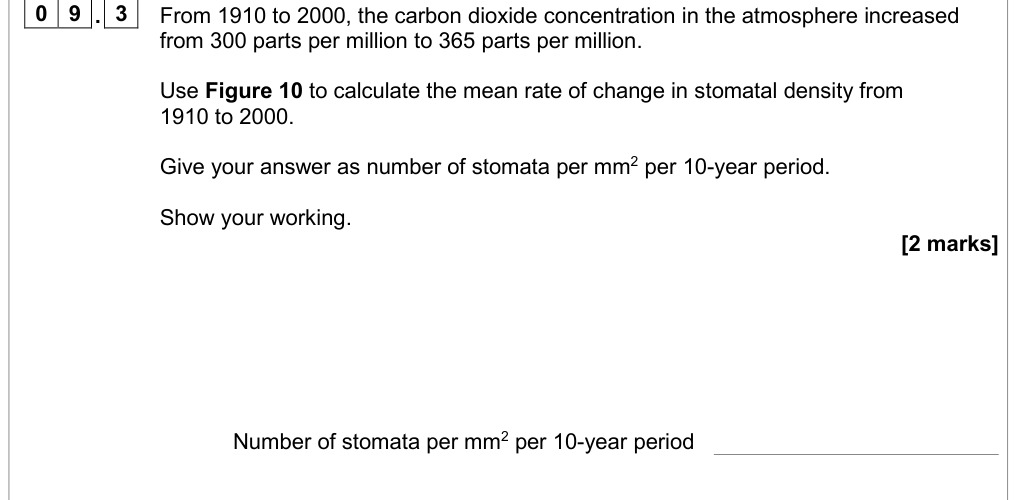 09.3 From 1910 to 2000, the carbon dioxide concentration in the atmosphere increased
from 300 parts per million to 365 parts per million.
Use Figure 10 to calculate the mean rate of change in stomatal density from
1910 to 2000.
Give your answer as number of stomata per mm² per 10-year period.
Show your working.
[2 marks]
Number of stomata per mm² per 10-year period